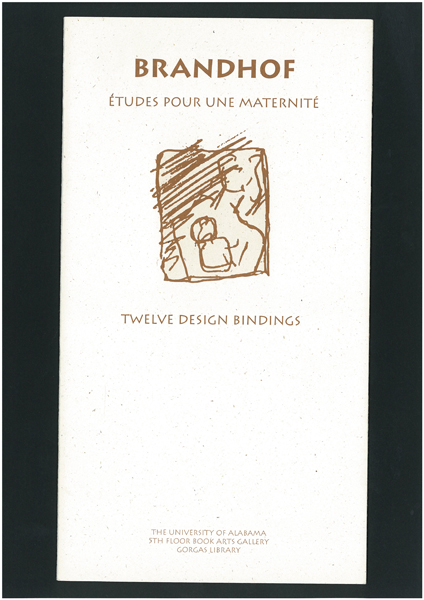 BRANDHOF
ÉTUDES POUR UNE MATERNITÉ
TWELVE DESIGN BINDINGS
THE UNIVERSITY OF ALABAMA
5TH FLOOR BOOK ARTS GALLERY
GORGAS LIBRARY